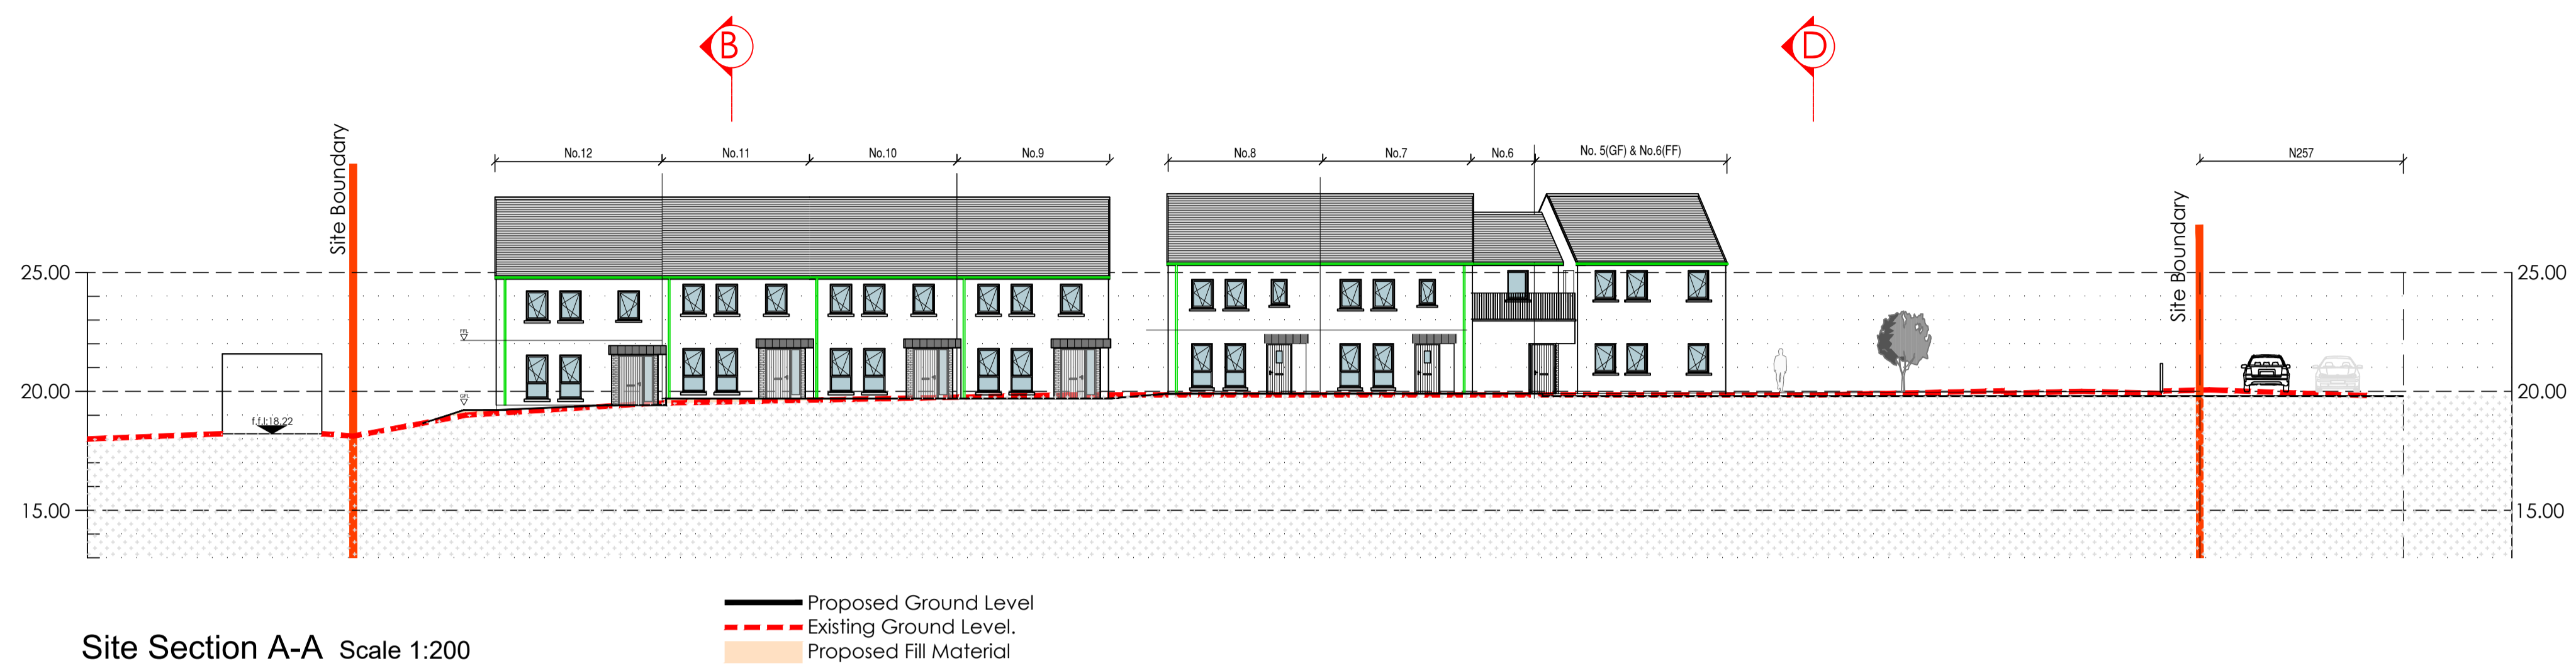 B
D
Site Boundary
No.12
No.11
No.10
No.9
No.8
No.7
No.6
No. 5(GF) & No.6(FF)
N257
Site Boundary
25.00
25.00
20.00
20.00
f.f.l:18.22
15.00
15.00
Proposed Ground Level
Existing Ground Level.
Proposed Fill Material
Site Section A-A Scale 1:200